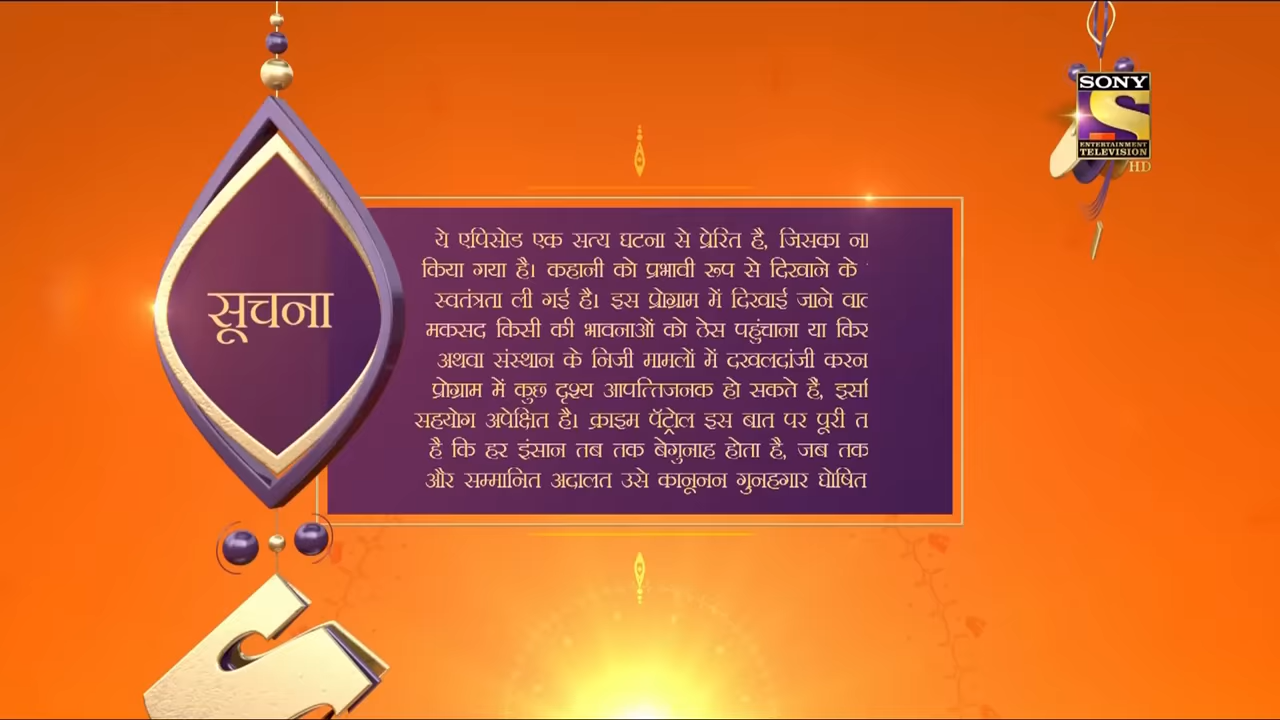 सूचना
ये एपिसोड एक सत्य घटना से प्रेरित है, जिसका ना
किया गया है। कहानी को प्रभावी रूप से दिखाने के
स्वतंत्रता ली गई है। इस प्रोग्राम में दिखाई जाने
मकसद किसी की भावनाओं को ठेस पहुंचाना या
अथवा संस्थान के निजी मामलों में दखलदांजी करन
प्रोग्राम में कुछ दृश्य आपत्तिजनक हो सकते हैं,
सहयोग अपेक्षित है। क्राइम पॅट्रोल इस बात पर पूरी त
है कि हर इंसान तब तक बेगुनाह होता है, जब तक
और सम्मानित अदालत उसे कानूनन गुनहगार घोषित
SONY
ENTERTAINMENT
TELEVISION
HD